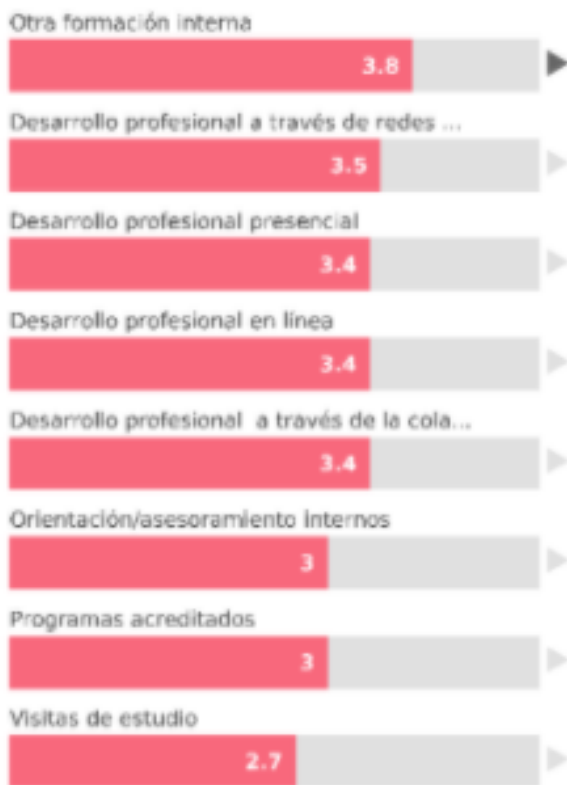 Otra formación interna
3.8
Desarrollo profesional a través de redes ...
3.5
Desarrollo profesional presencial
3.4
Desarrollo profesional en línea
3.4
Desarrollo profesional  a través de la cola...
3.4
Orientación/asesoramiento internos
3
Programas acreditados
3
Visitas de estudio
2.7